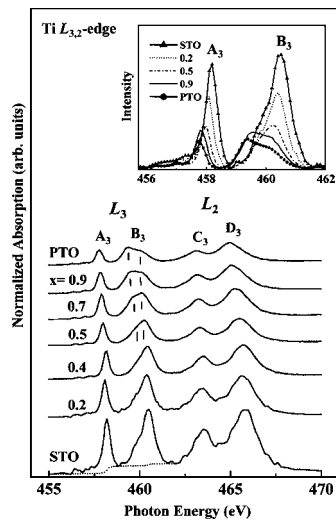 Ti L3,2-edge
A3
B3
STO
0.2
0.5
0.9
PTO
Intensity
456 458 460 462
Normalized Absorption (arb. units)
L3 L2
A3 B3 C3 D3
PTO
x= 0.9
0.7
0.5
0.4
0.2
STO
455 460 465 470
Photon Energy (eV)